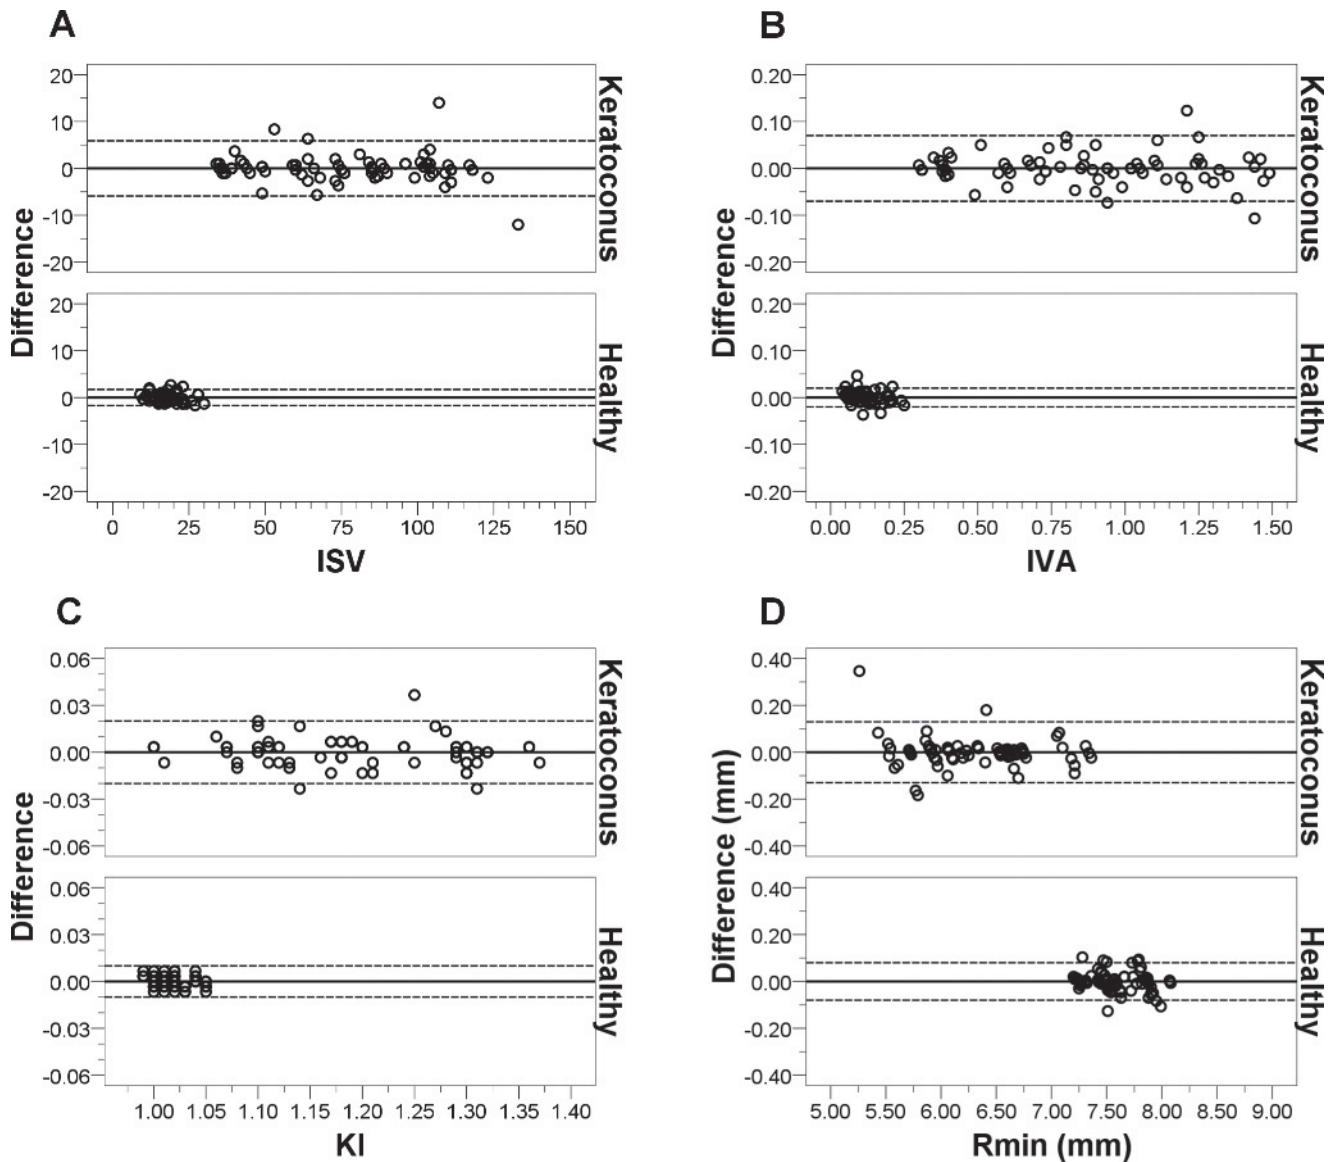 A
20
10
0
-10
-20
Keratoconus
20
10
0
-10
-20
Healthy
Difference
0 25 50 75 100 125 150
ISV
B
0.20
0.10
0.00
-0.10
-0.20
Keratoconus
0.20
0.10
0.00
-0.10
-0.20
Healthy
Difference
0.00 0.25 0.50 0.75 1.00 1.25 1.50
IVA
C
0.06
0.03
0.00
-0.03
-0.06
Keratoconus
0.06
0.03
0.00
-0.03
-0.06
Healthy
Difference
1.00 1.05 1.10 1.15 1.20 1.25 1.30 1.35 1.40
KI
D
0.40
0.20
0.00
-0.20
-0.40
Keratoconus
0.40
0.20
0.00
-0.20
-0.40
Healthy
Difference (mm)
5.00 5.50 6.00 6.50 7.00 7.50 8.00 8.50 9.00
Rmin (mm)